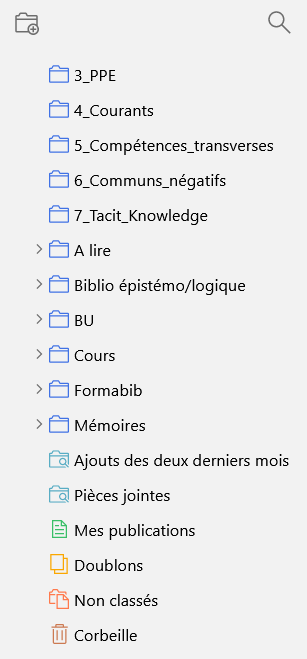 3_PPE
4_Courants
5_Compétences_transverses
6_Communs_négatifs
7_Tacit_Knowledge
A lire
Biblio épistémo/logique
BU
Cours
Formabib
Mémoires
Ajouts des deux derniers mois
Pièces jointes
Mes publications
Doublons
Non classés
Corbeille